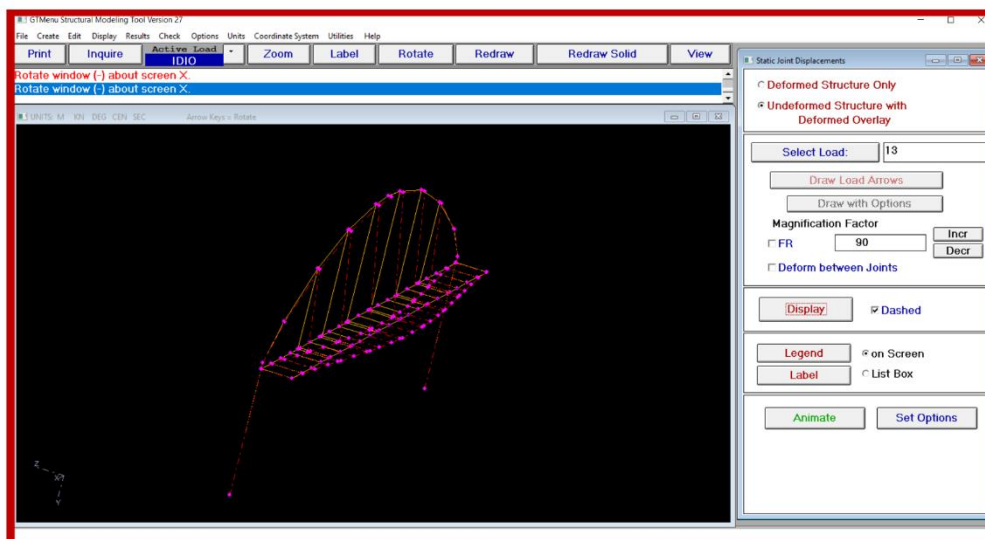 GTMenu Structural Modeling Tool Version 27
File Create Edit Display Results Check Options Units Coordinate System Utilities Help
Print Inquire Active Load IDIO Zoom Label Rotate Redraw Redraw Solid View
Rotate window (-) about screen X.
Rotate window (-) about screen X.
UNITS: M KN DEG CEN SEC Arrow Keys = Rotate
Z
X
Y
Static Joint Displacements
Deformed Structure Only
Undeformed Structure with
Deformed Overlay
Select Load: 13
Draw Load Arrows
Draw with Options
Magnification Factor
FR 90 Incr
Decr
Deform between Joints
Display Dashed
Legend on Screen
Label List Box
Animate Set Options